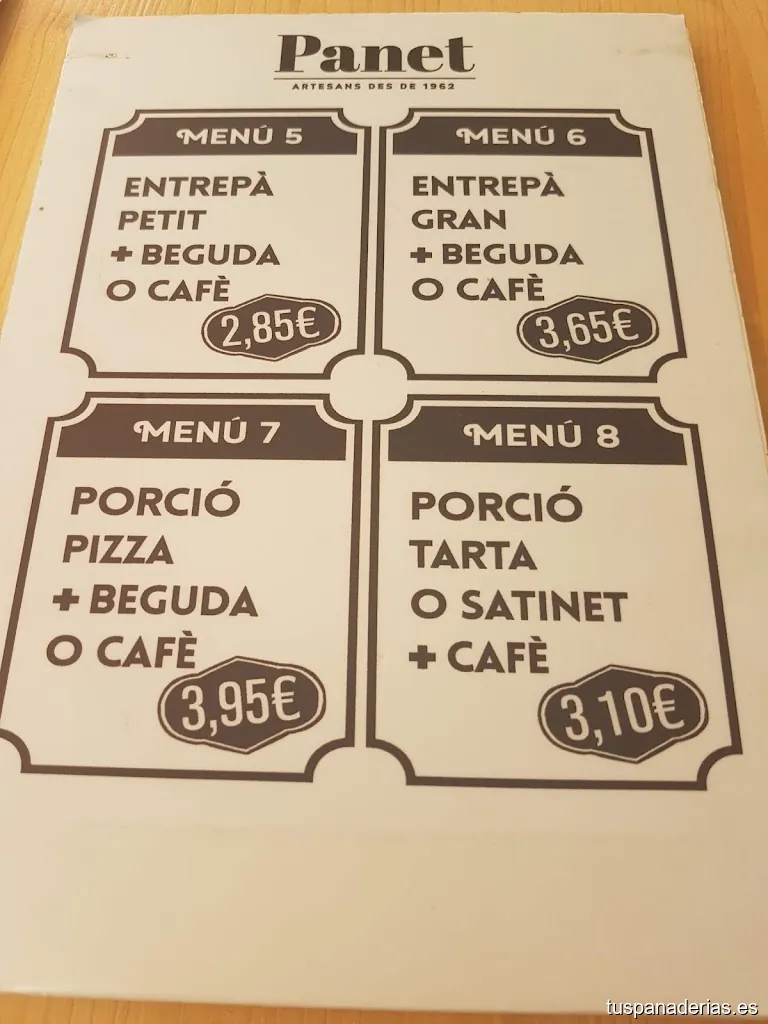 Panet
ARTESANS DES DE 1962
MENÚ 5
ENTREPÀ
PETIT
+ BEGUDA
O CAFÈ
2,85€
MENÚ 6
ENTREPÀ
GRAN
+ BEGUDA
O CAFÈ
3,65€
MENÚ 7
PORCIÓ
PIZZA
+ BEGUDA
O CAFÈ
3,95€
MENÚ 8
PORCIÓ
TARTA
O SATINET
+ CAFÈ
3,10€
tuspanaderias.es